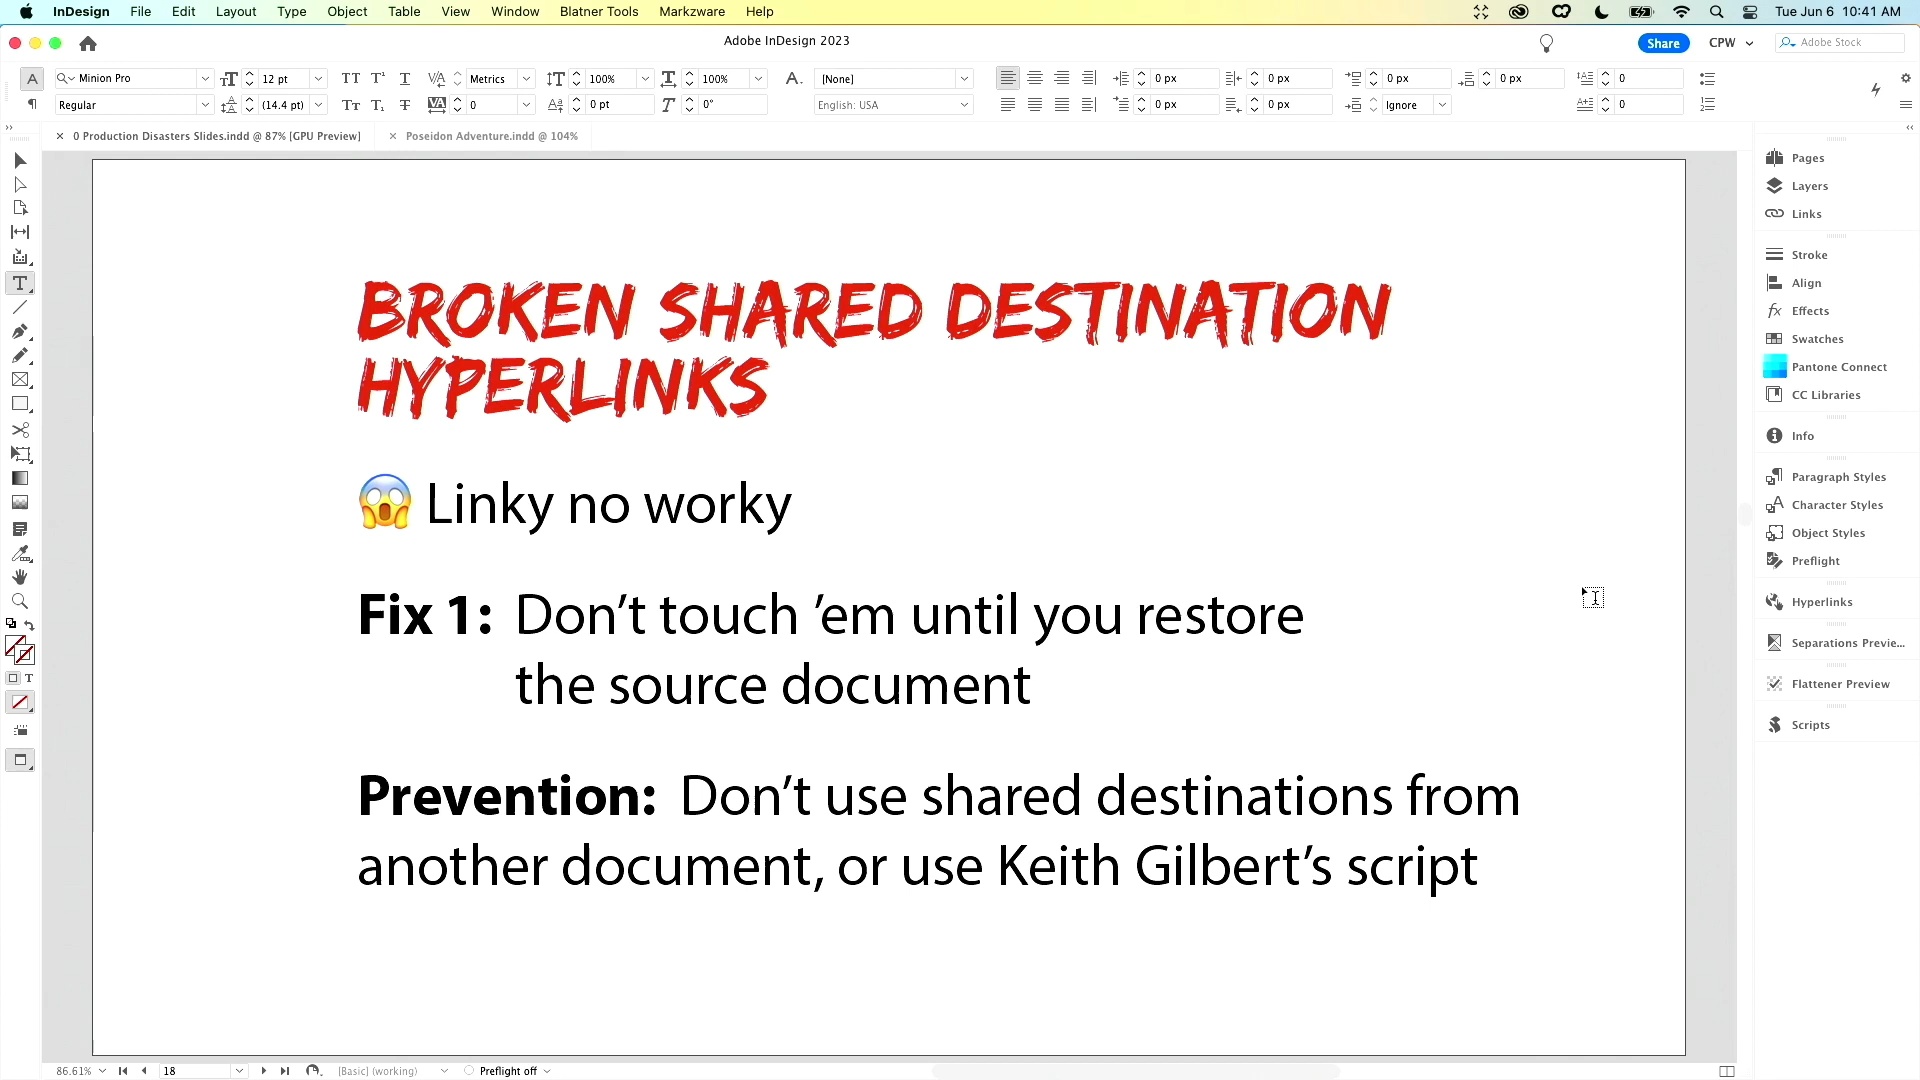 InDesign File Edit Layout Type Object Table View Window Blatner Tools Markzware Help Tue Jun 6 10:41 AM
Adobe InDesign 2023 Share CPW Adobe Stock
A Minion Pro 12 pt Metrics 100% 100% A. [None] 0 px 0 px 0 px 0 px 0
Regular (14.4 pt) 0 0 pt 0° English: USA 0 px 0 px Ignore 0
0 Production Disasters Slides.indd @ 87% [GPU Preview] Poseidon Adventure.indd @ 104%
Pages
Layers
Links
Stroke
Align
Effects
Swatches
Pantone Connect
CC Libraries
Info
Paragraph Styles
Character Styles
Object Styles
Preflight
Hyperlinks
Separations Previe...
Flattener Preview
Scripts
BROKEN SHARED DESTINATION
HYPERLINKS
😱 Linky no worky
Fix 1: Don’t touch ’em until you restore
the source document
Prevention: Don’t use shared destinations from
another document, or use Keith Gilbert’s script
86.61% 18 [Basic] (working) Preflight off